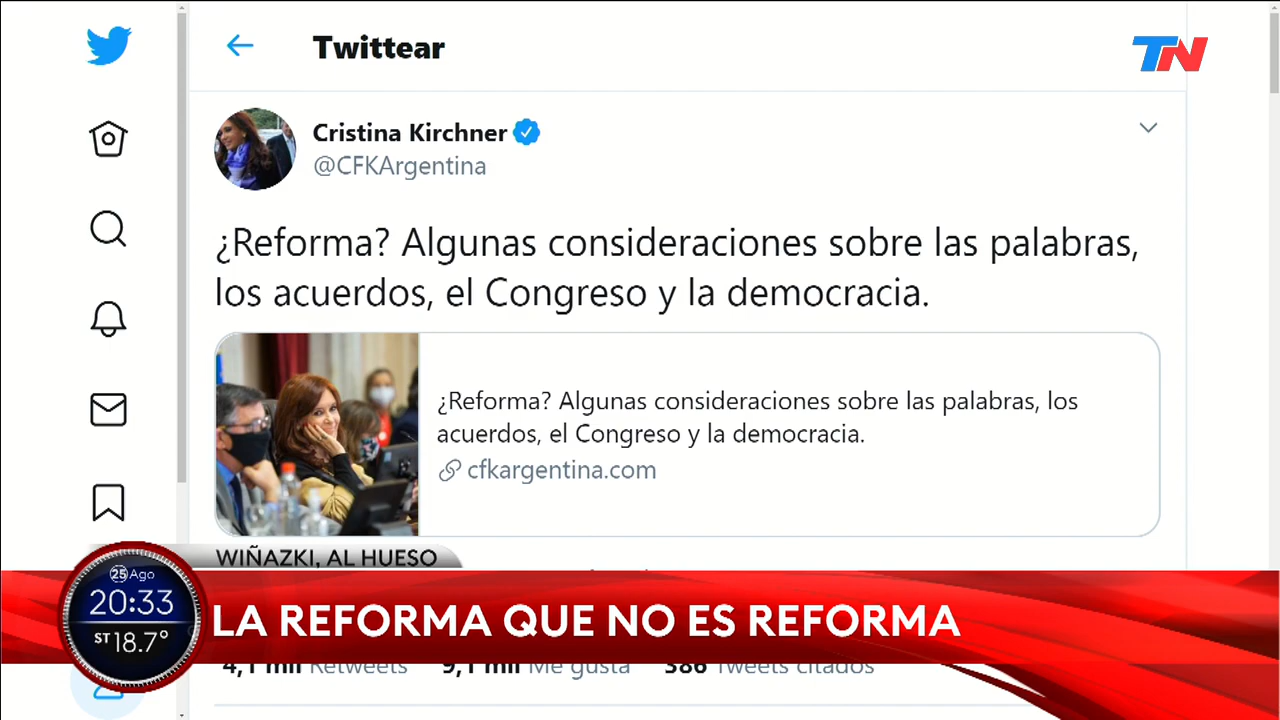 Twittear
TN
Cristina Kirchner
@CFKArgentina
¿Reforma? Algunas consideraciones sobre las palabras,
los acuerdos, el Congreso y la democracia.
¿Reforma? Algunas consideraciones sobre las palabras, los
acuerdos, el Congreso y la democracia.
cfkargentina.com
WIÑAZKI, AL HUESO
25 Ago
20:33
ST 18.7°
LA REFORMA QUE NO ES REFORMA
4,1 mil Retweets 9,1 mil Me gusta 386 Tweets citados